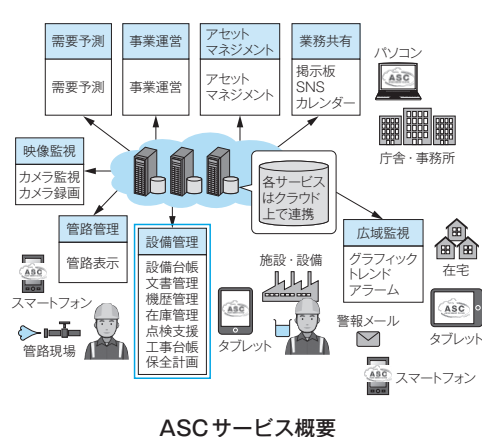 需要予測
需要予測
事業運営
事業運営
アセット
マネジメント
アセット
マネジメント
業務共有
掲示板
SNS
カレンダー
パソコン
ASC
庁舎・事務所
映像監視
カメラ監視
カメラ録画
各サービス
はクラウド
上で連携
管路管理
管路表示
設備管理
設備台帳
文書管理
機歴管理
在庫管理
点検支援
工事台帳
保全計画
広域監視
グラフィック
トレンド
アラーム
在宅
ASC
スマートフォン
管路現場
施設・設備
ASC
タブレット
警報メール
ASC
タブレット
ASC
スマートフォン
ASCサービス概要